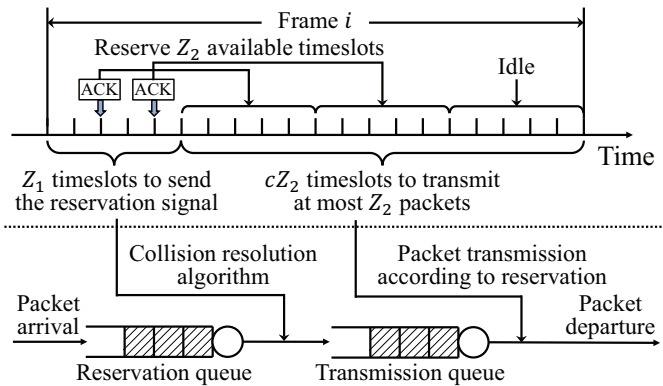 Frame i
Reserve Z₂ available timeslots
ACK ACK
Idle
Time
Z₁ timeslots to send
the reservation signal
cZ₂ timeslots to transmit
at most Z₂ packets
Collision resolution
algorithm
Packet transmission
according to reservation
Packet
arrival
Packet
departure
Reservation queue
Transmission queue